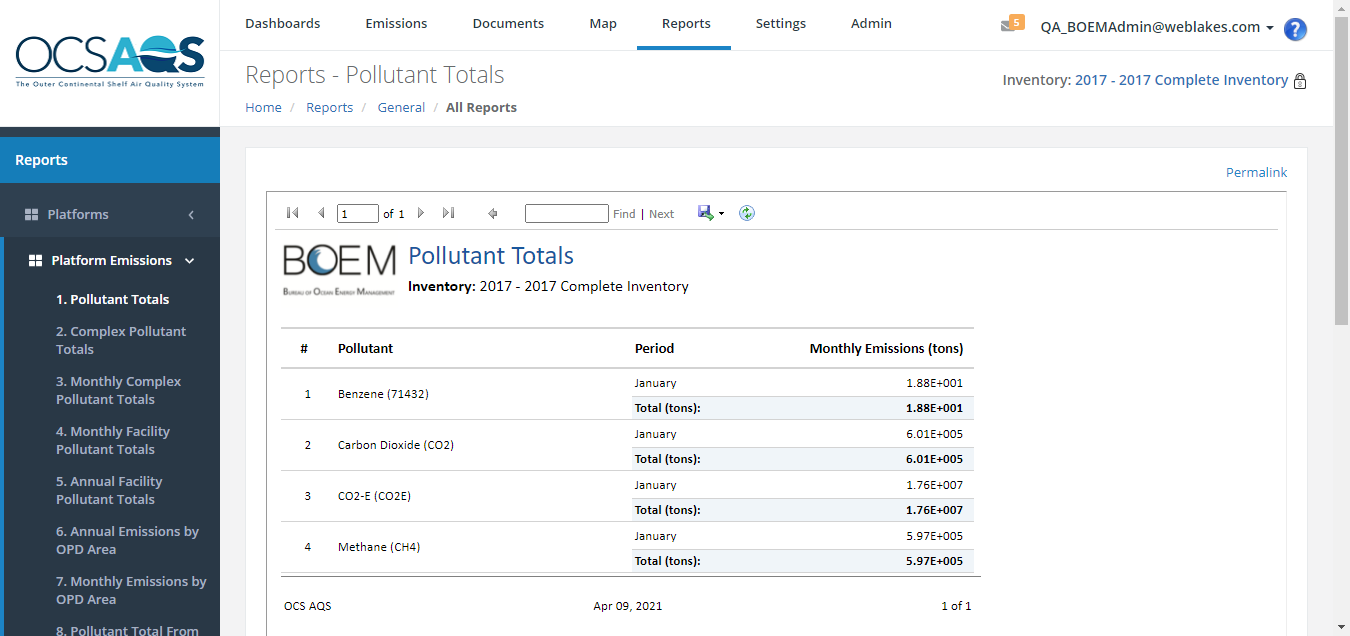 OCSAQS
The Outer Continental Shelf Air Quality System
Dashboards Emissions Documents Map Reports Settings Admin
5 QA_BOEMAdmin@weblakes.com ?
Reports - Pollutant Totals
Inventory: 2017 - 2017 Complete Inventory
Home / Reports / General / All Reports
Reports
Platforms
Platform Emissions
1. Pollutant Totals
2. Complex Pollutant
Totals
3. Monthly Complex
Pollutant Totals
4. Monthly Facility
Pollutant Totals
5. Annual Facility
Pollutant Totals
6. Annual Emissions by
OPD Area
7. Monthly Emissions by
OPD Area
8. Pollutant Total From
Permalink
1 of 1 Find | Next
BOEM
Bureau of Ocean Energy Management
Pollutant Totals
Inventory: 2017 - 2017 Complete Inventory
# Pollutant Period Monthly Emissions (tons)
1 Benzene (71432) January 1.88E+001
Total (tons): 1.88E+001
2 Carbon Dioxide (CO2) January 6.01E+005
Total (tons): 6.01E+005
3 CO2-E (CO2E) January 1.76E+007
Total (tons): 1.76E+007
4 Methane (CH4) January 5.97E+005
Total (tons): 5.97E+005
OCS AQS Apr 09, 2021 1 of 1